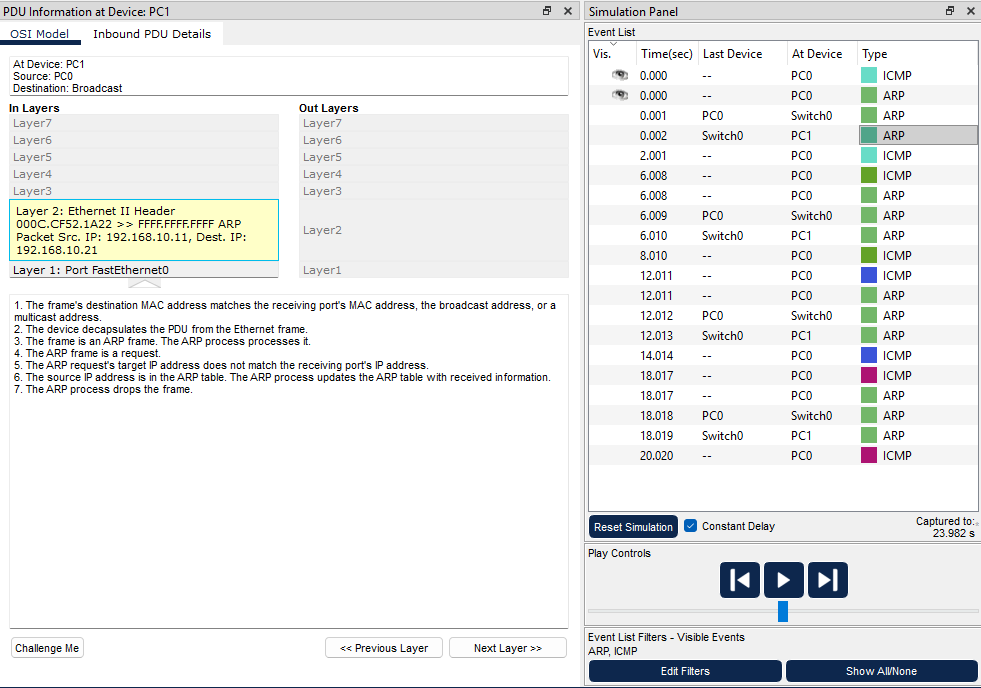 PDU Information at Device: PC1
OSI Model Inbound PDU Details
At Device: PC1
Source: PC0
Destination: Broadcast
In Layers
Layer7
Layer6
Layer5
Layer4
Layer3
Layer 2: Ethernet II Header
000C.CF52.1A22 >> FFFF.FFFF.FFFF ARP
Packet Src. IP: 192.168.10.11, Dest. IP:
192.168.10.21
Layer 1: Port FastEthernet0
Out Layers
Layer7
Layer6
Layer5
Layer4
Layer3
Layer2
Layer1
1. The frame's destination MAC address matches the receiving port's MAC address, the broadcast address, or a
multicast address.
2. The device decapsulates the PDU from the Ethernet frame.
3. The frame is an ARP frame. The ARP process processes it.
4. The ARP frame is a request.
5. The ARP request's target IP address does not match the receiving port's IP address.
6. The source IP address is in the ARP table. The ARP process updates the ARP table with received information.
7. The ARP process drops the frame.
Challenge Me << Previous Layer Next Layer >>
Simulation Panel
Event List
Vis. Time(sec) Last Device At Device Type
0.000 -- PC0 ICMP
0.000 -- PC0 ARP
0.001 PC0 Switch0 ARP
0.002 Switch0 PC1 ARP
2.001 -- PC0 ICMP
6.008 -- PC0 ICMP
6.008 -- PC0 ARP
6.009 PC0 Switch0 ARP
6.010 Switch0 PC1 ARP
8.010 -- PC0 ICMP
12.011 -- PC0 ICMP
12.011 -- PC0 ARP
12.012 PC0 Switch0 ARP
12.013 Switch0 PC1 ARP
14.014 -- PC0 ICMP
18.017 -- PC0 ICMP
18.017 -- PC0 ARP
18.018 PC0 Switch0 ARP
18.019 Switch0 PC1 ARP
20.020 -- PC0 ICMP
Reset Simulation Constant Delay
Captured to:
23.982 s
Play Controls
Event List Filters - Visible Events
ARP, ICMP
Edit Filters Show All/None